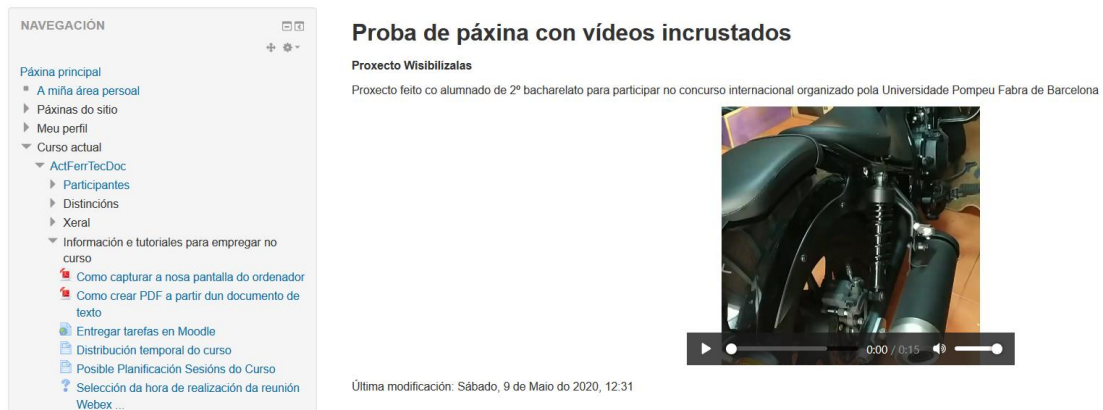 NAVEGACIÓN
Páxina principal
A miña área persoal
Páxinas do sitio
Meu perfil
Curso actual
ActFerrTecDoc
Participantes
Distincións
Xeral
Información e tutoriales para empregar no
curso
Como capturar a nosa pantalla do ordenador
Como crear PDF a partir dun documento de
texto
Entregar tarefas en Moodle
Distribución temporal do curso
Posible Planificación Sesións do Curso
Selección da hora de realización da reunión
Webex ...
Proba de páxina con vídeos incrustados
Proxecto Wisibilizalas
Proxecto feito co alumnado de 2º bacharelato para participar no concurso internacional organizado pola Universidade Pompeu Fabra de Barcelona
0:00 / 0:15
Última modificación: Sábado, 9 de Maio do 2020, 12:31